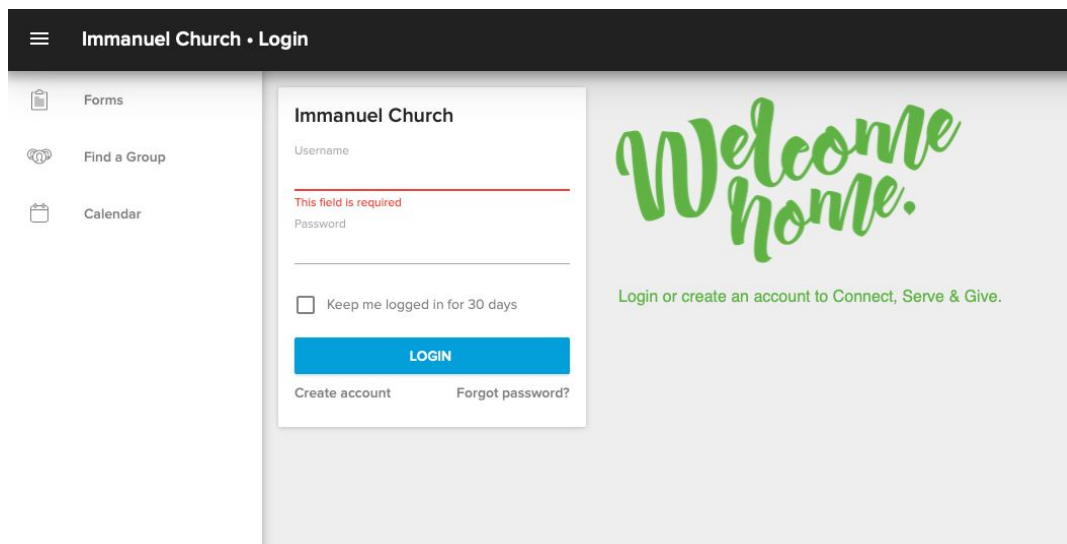 Immanuel Church • Login
Forms
Find a Group
Calendar
Immanuel Church
Username
This field is required
Password
Keep me logged in for 30 days
LOGIN
Create account Forgot password?
Welcome
home.
Login or create an account to Connect, Serve & Give.